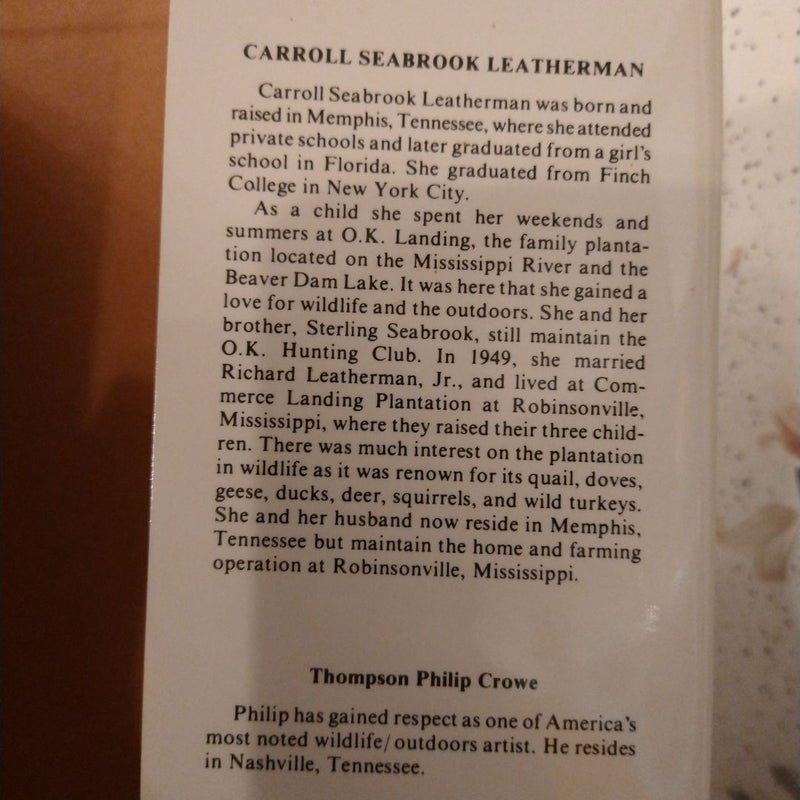 CARROLL SEABROOK LEATHERMAN
Carroll Seabrook Leatherman was born and
raised in Memphis, Tennessee, where she attended
private schools and later graduated from a girl's
school in Florida. She graduated from Finch
College in New York City.
As a child she spent her weekends and
summers at O.K. Landing, the family planta-
tion located on the Mississippi River and the
Beaver Dam Lake. It was here that she gained a
love for wildlife and the outdoors. She and her
brother, Sterling Seabrook, still maintain the
O.K. Hunting Club. In 1949, she married
Richard Leatherman, Jr., and lived at Com-
merce Landing Plantation at Robinsonville,
Mississippi, where they raised their three child-
ren. There was much interest on the plantation
in wildlife as it was renown for its quail, doves,
geese, ducks, deer, squirrels, and wild turkeys.
She and her husband now reside in Memphis,
Tennessee but maintain the home and farming
operation at Robinsonville, Mississippi.
Thompson Philip Crowe
Philip has gained respect as one of America's
most noted wildlife/outdoors artist. He resides
in Nashville, Tennessee.